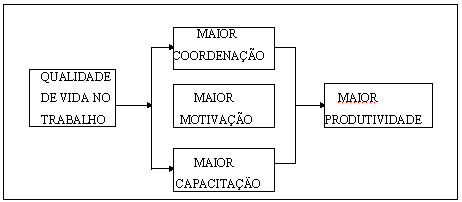 QUALIDADE
DE VIDA NO
TRABALHO
MAIOR
COORDENAÇÃO
MAIOR
MOTIVAÇÃO
MAIOR
CAPACITAÇÃO
MAIOR
PRODUTIVIDADE